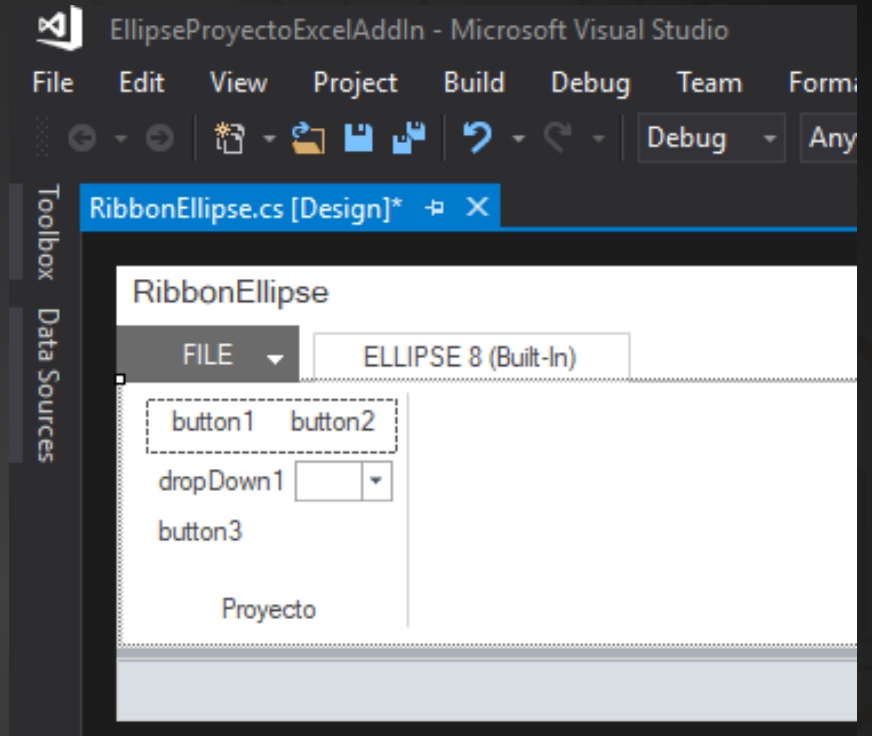 EllipseProyectoExcelAddIn - Microsoft Visual Studio
File Edit View Project Build Debug Team Forma
Debug Any
Toolbox
Data Sources
RibbonEllipse.cs [Design]*
RibbonEllipse
FILE ELLIPSE 8 (Built-In)
button1 button2
dropDown1
button3
Proyecto